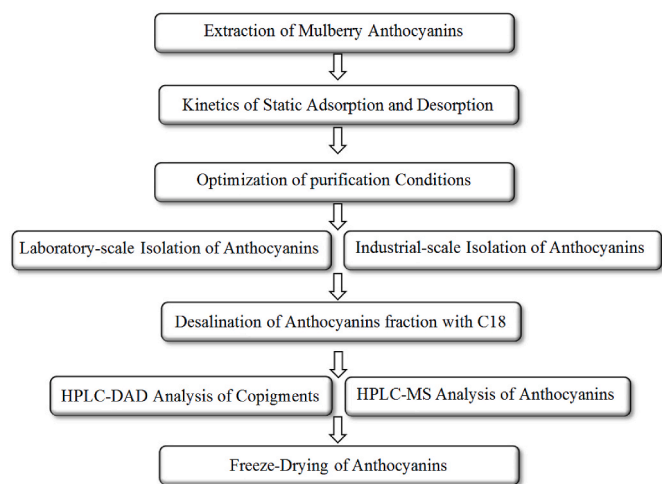 Extraction of Mulberry Anthocyanins
Kinetics of Static Adsorption and Desorption
Optimization of purification Conditions
Laboratory-scale Isolation of Anthocyanins
Industrial-scale Isolation of Anthocyanins
Desalination of Anthocyanins fraction with C18
HPLC-DAD Analysis of Copigments
HPLC-MS Analysis of Anthocyanins
Freeze-Drying of Anthocyanins